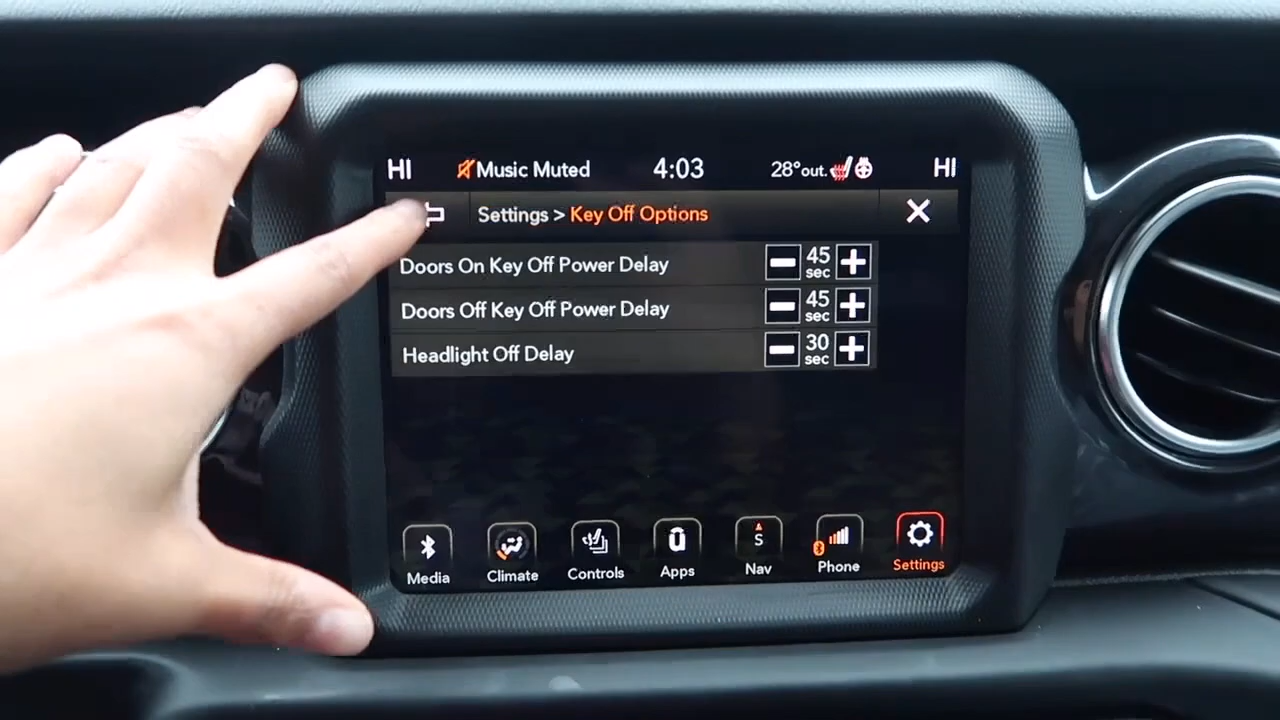 HI Music Muted 4:03 28°out. HI
Settings > Key Off Options
Doors On Key Off Power Delay 45 sec
Doors Off Key Off Power Delay 45 sec
Headlight Off Delay 30 sec
S
Media Climate Controls Apps Nav Phone Settings